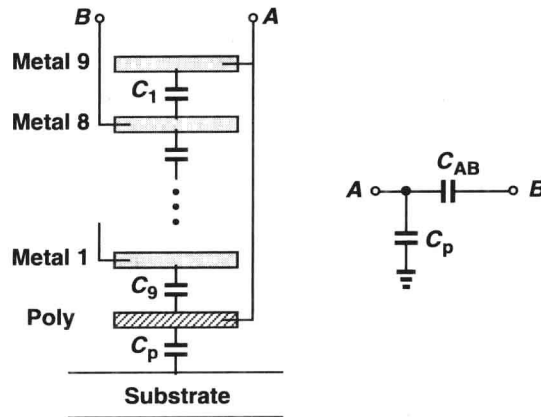 B A
Metal 9
C1
Metal 8
CAB
A B
Cp
Metal 1
C9
Poly
Cp
Substrate